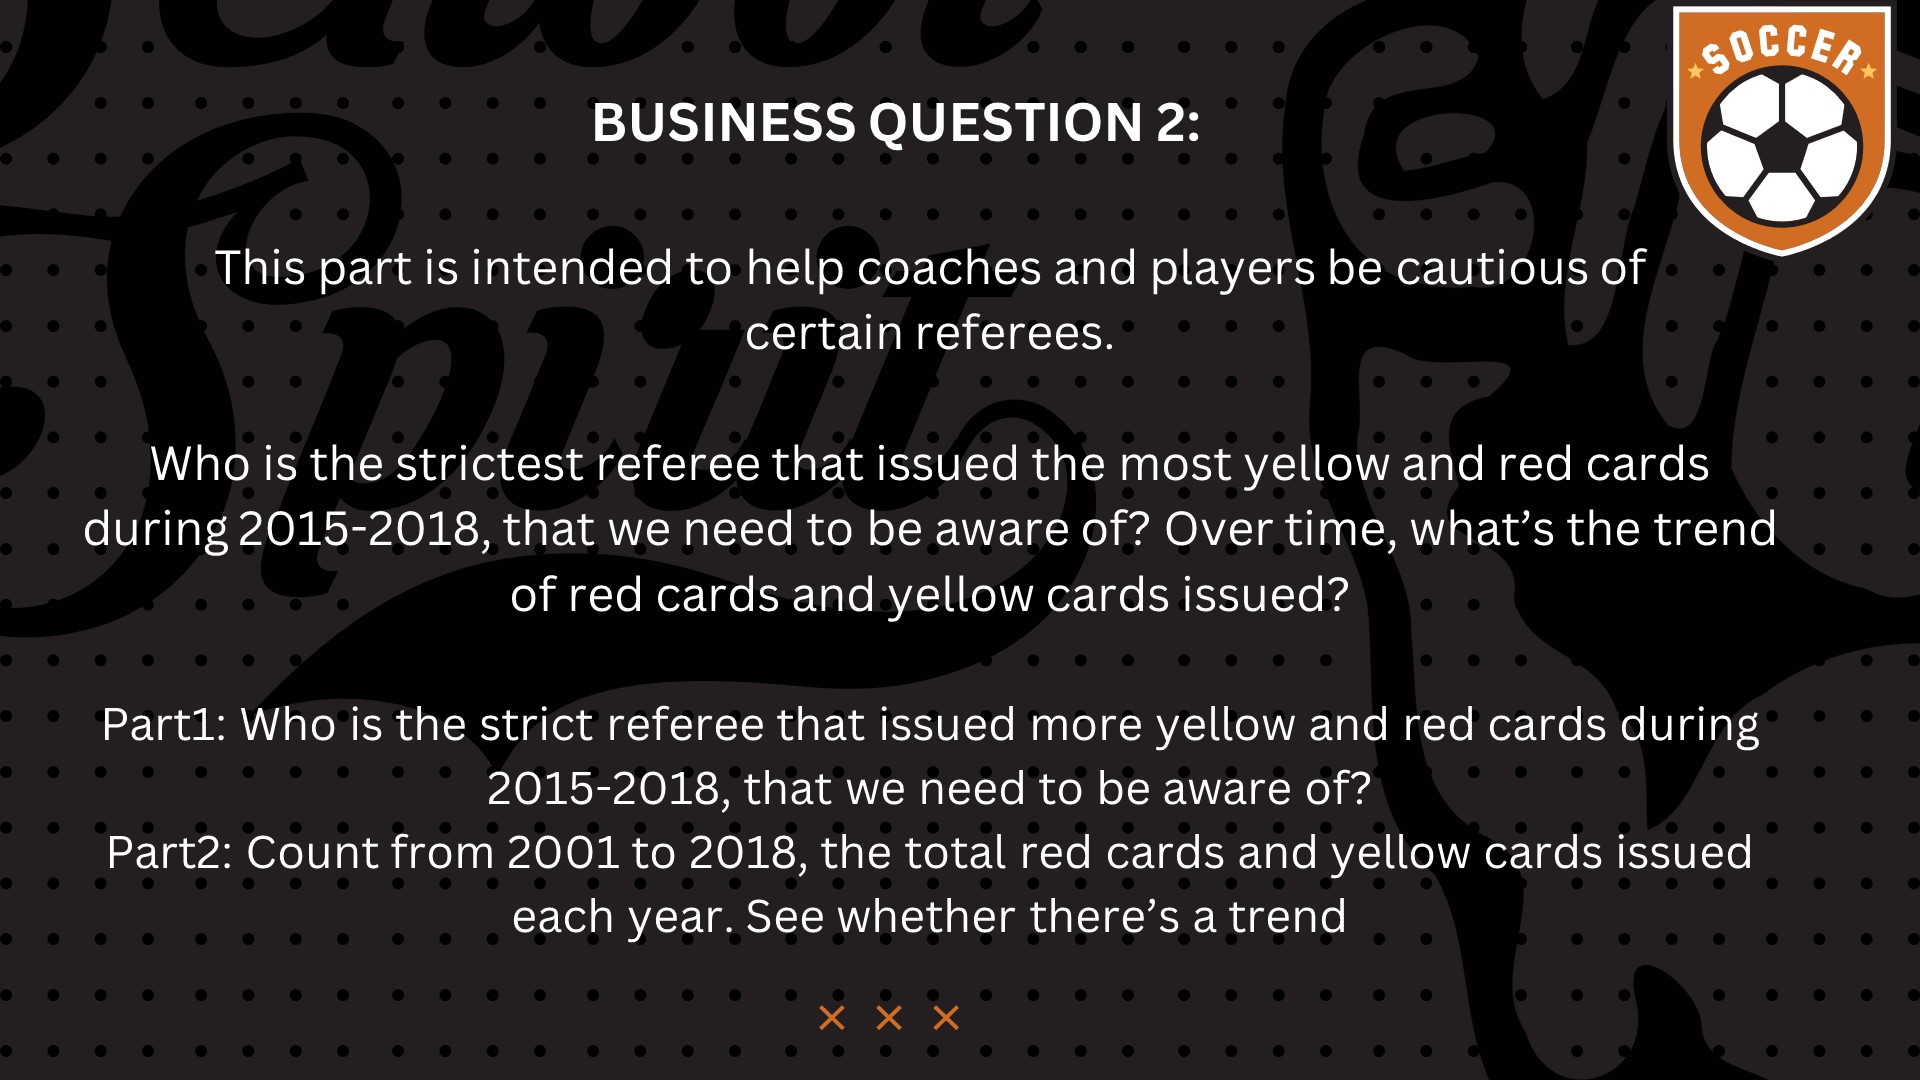 SOCCER
BUSINESS QUESTION 2:
This part is intended to help coaches and players be cautious of
certain referees.
Who is the strictest referee that issued the most yellow and red cards
during 2015-2018, that we need to be aware of? Over time, what’s the trend
of red cards and yellow cards issued?
Part1: Who is the strict referee that issued more yellow and red cards during
2015-2018, that we need to be aware of?
Part2: Count from 2001 to 2018, the total red cards and yellow cards issued
each year. See whether there’s a trend
Spirit